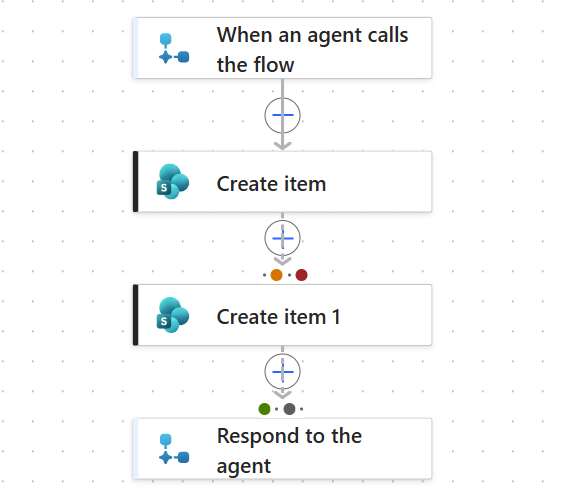 When an agent calls
the flow
S
Create item
S
Create item 1
Respond to the
agent